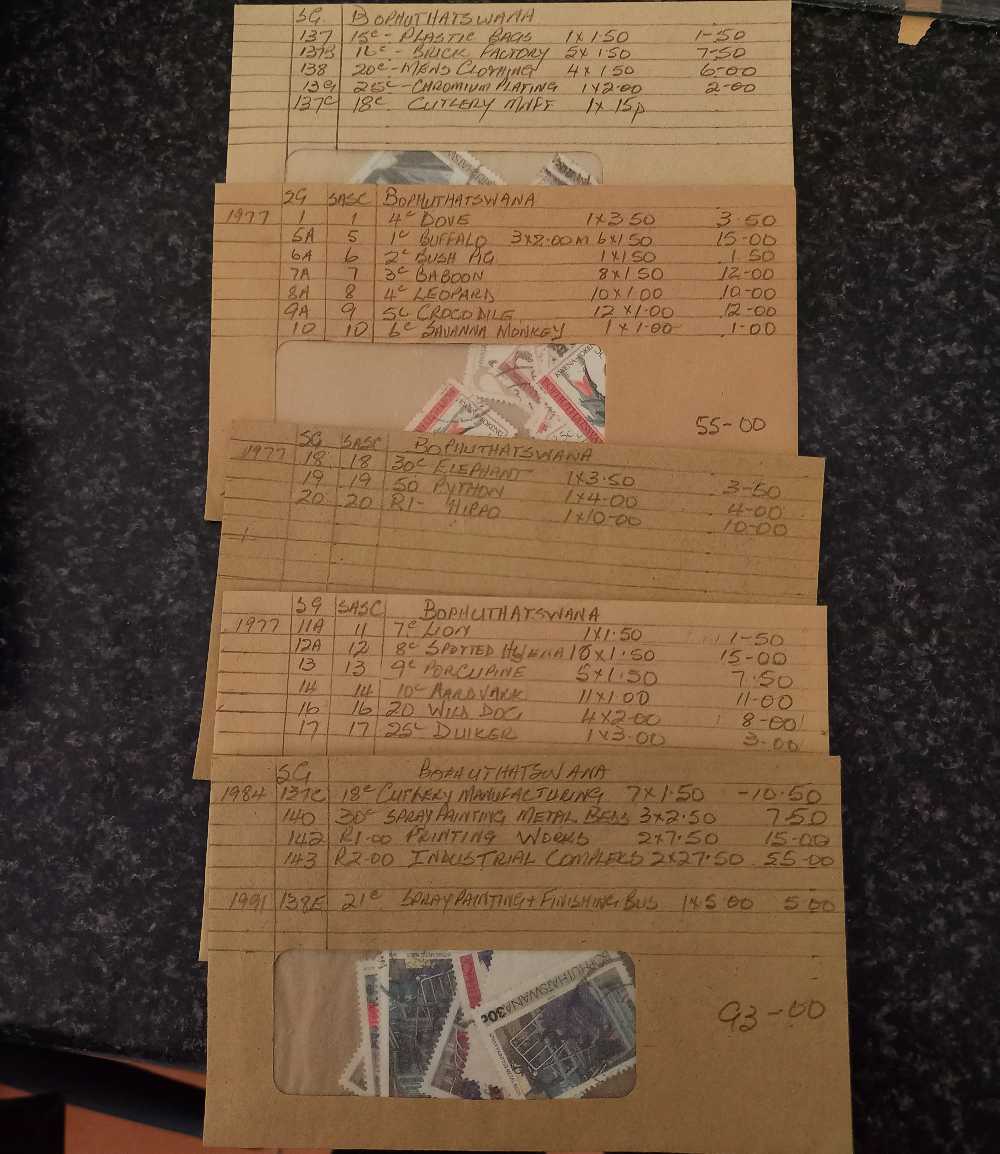 SG. BOPHUTHATSWANA
137 15c - PLASTIC BAGS 1x1.50 1-50
137B BRICK FACTORY 5x1.50 7-50
138 20c - MENS CLOTHING 4x1.50 6-00
139 25c - CHROMIUM PLATING 1x2.00 2-00
137C 18c CUTLERY MNFT 1x15p
SG SASC BOPHUTHATSWANA
1977 1 1 4c DOVE 1x3.50 3.50
5A 5 1c BUFFALO 3x2.00 M 6x1.50 15-00
6A 6 2c BUSH PIG 1x1.50 1.50
7A 7 3c BABOON 8x1.50 12-00
8A 8 4c LEOPARD 10x1.00 10-00
9A 9 5c CROCODILE 12x1.00 12-00
10 10 6c SAVANNA MONKEY 1x1.00 1-00
BOPHUTHATSWANA
55-00
SG SASC BOPHUTHATSWANA
1977 18 18 30c ELEPHANT 1x3.50 3-50
19 19 50 PYTHON 1x4-00 4-00
20 20 R1- HIPPO 1x10-00 10-00
SG SASC BOPHUTHATSWANA
1977 11A 11 7c LION 1x1.50 1-50
12A 12 8c SPOTTED HYENA 10x1.50 15-00
13 13 9c PORCUPINE 5x1.50 7.50
14 14 10c AARDVARK 11x1.00 11-00
16 16 20 WILD DOG 4x2.00 8-00
17 17 25c DUIKER 1x3.00 3.00
SG BOPHUTHATSWANA
1984 137C 18c CUTLERY MANUFACTURING 7x1.50 -10.50
140 30c SPRAY PAINTING METAL BEDS 3x2.50 7.50
142 R1.00 PRINTING WORKS 2x7.50 15-00
143 R2-00 INDUSTRIAL COMPLEKS 2x27.50 55-00
1991 138E 21c SPRAYPAINTING + FINISHING BUS 1x5.00 5.00
BOPHUTHATSWANA 30c
93-00